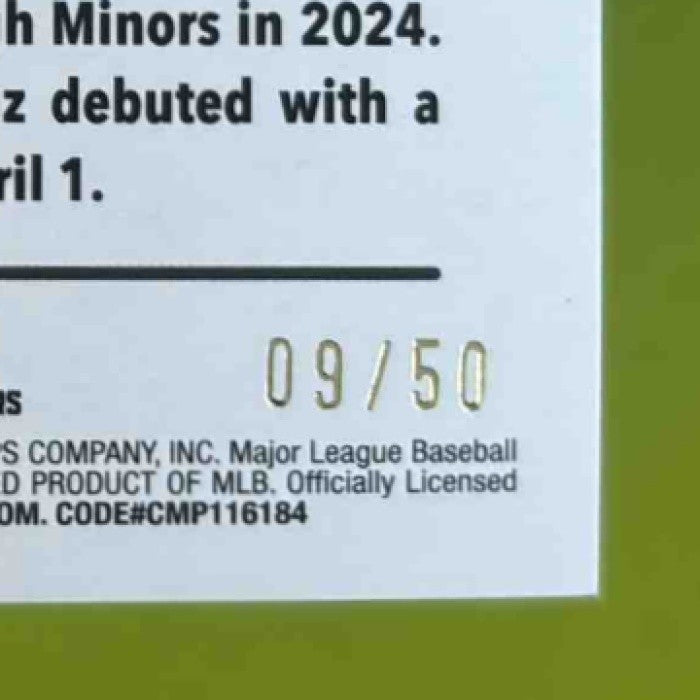 h Minors in 2024.
z debuted with a
ril 1.
09/50
us
S COMPANY, INC. Major League Baseball
D PRODUCT OF MLB. Officially Licensed
OM. CODE#CMP116184